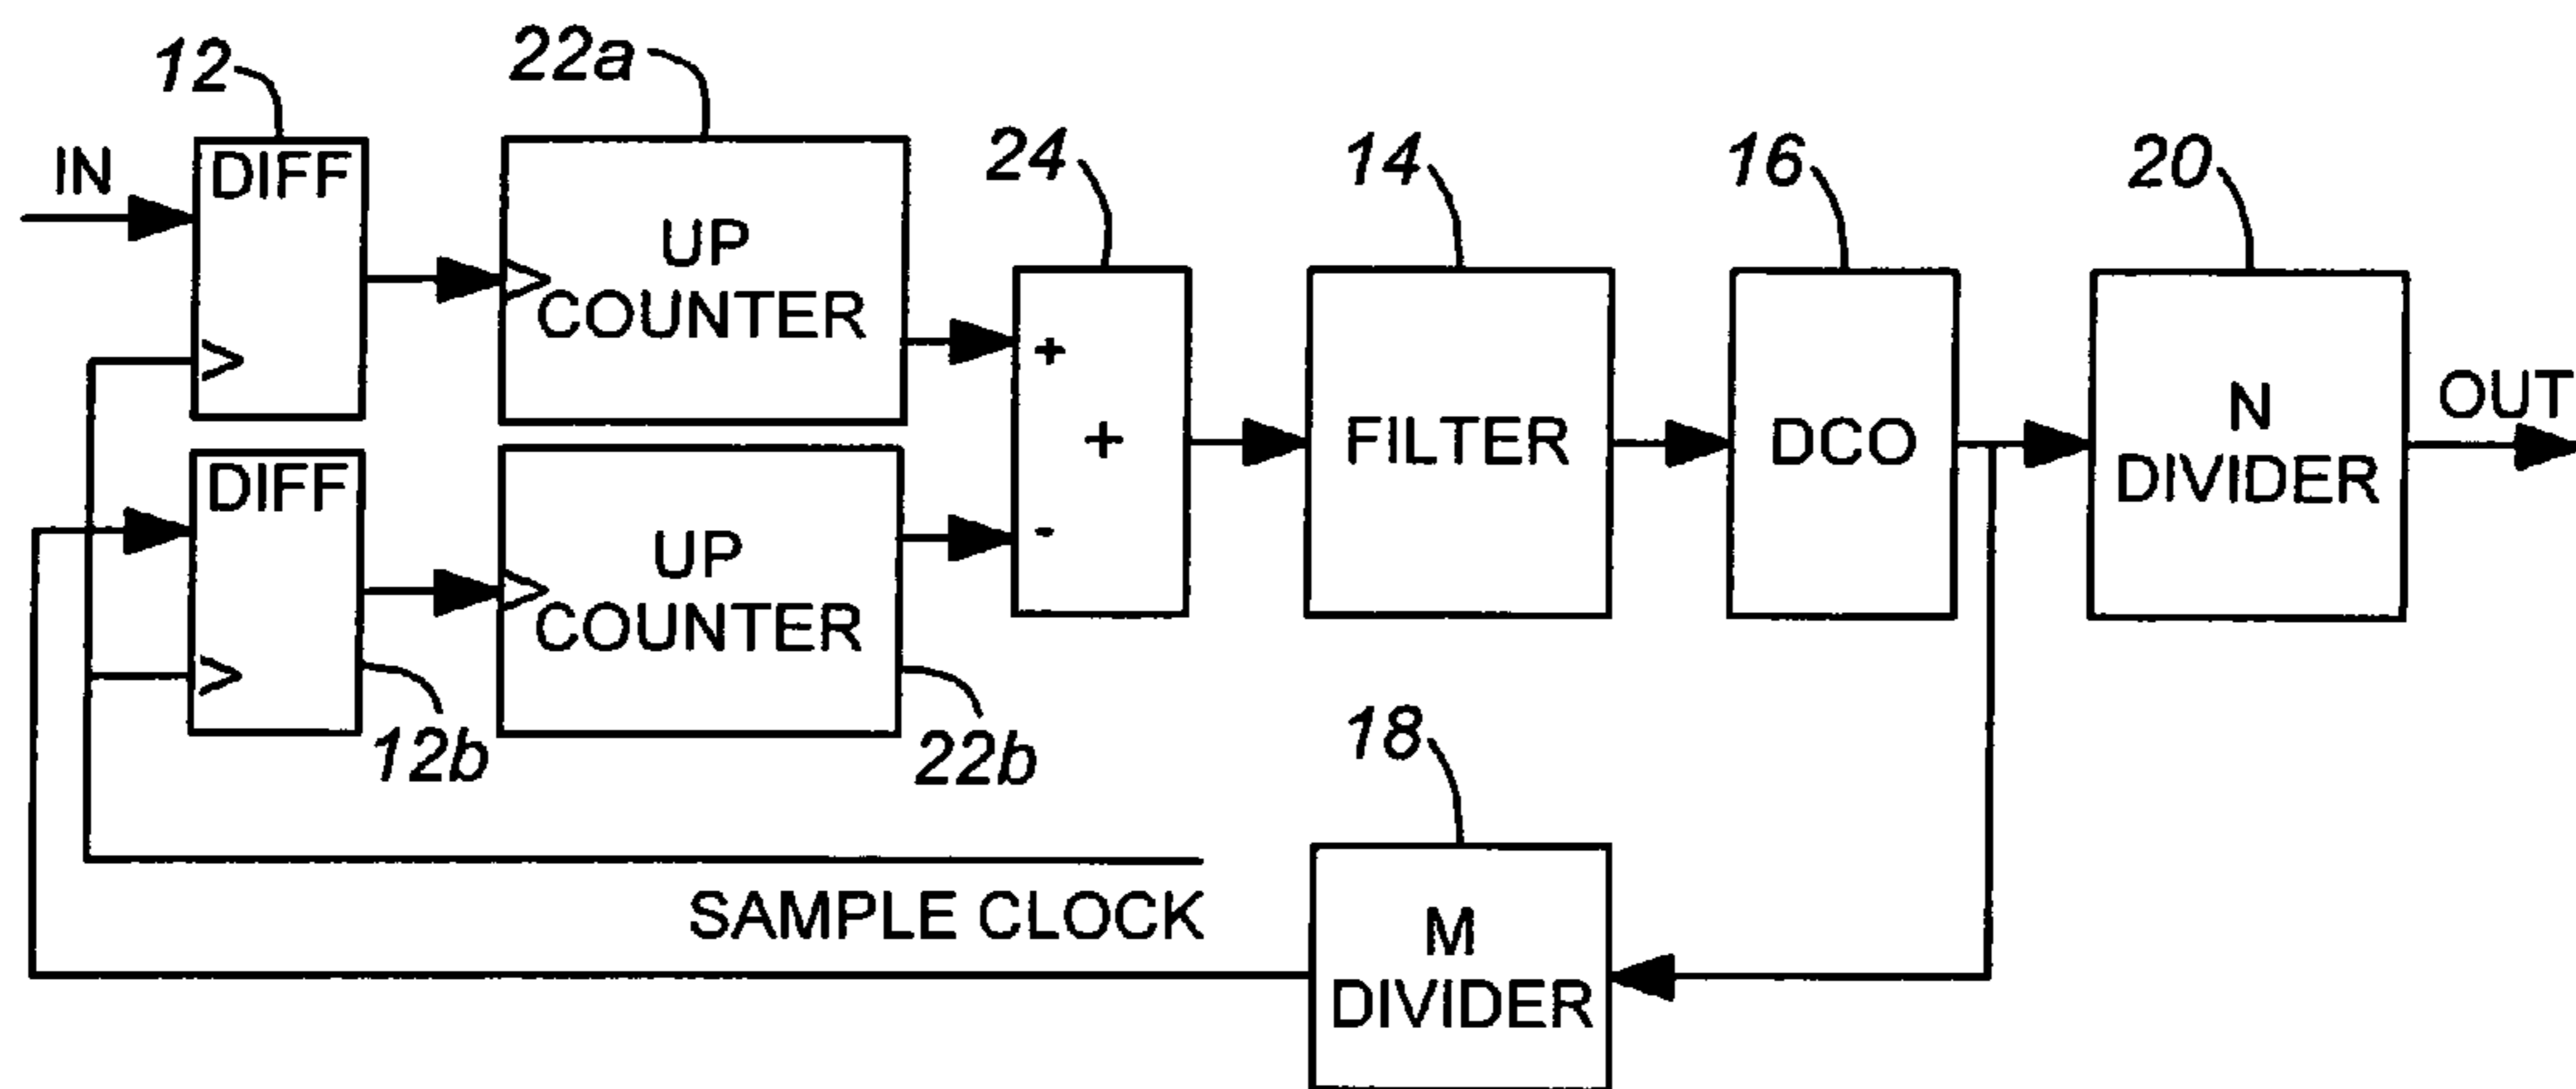 12
22a
24
14
16
20
IN
DIFF
UP
COUNTER
+
+
-
FILTER
DCO
N
DIVIDER
OUT
DIFF
UP
COUNTER
12b
22b
18
SAMPLE CLOCK
M
DIVIDER